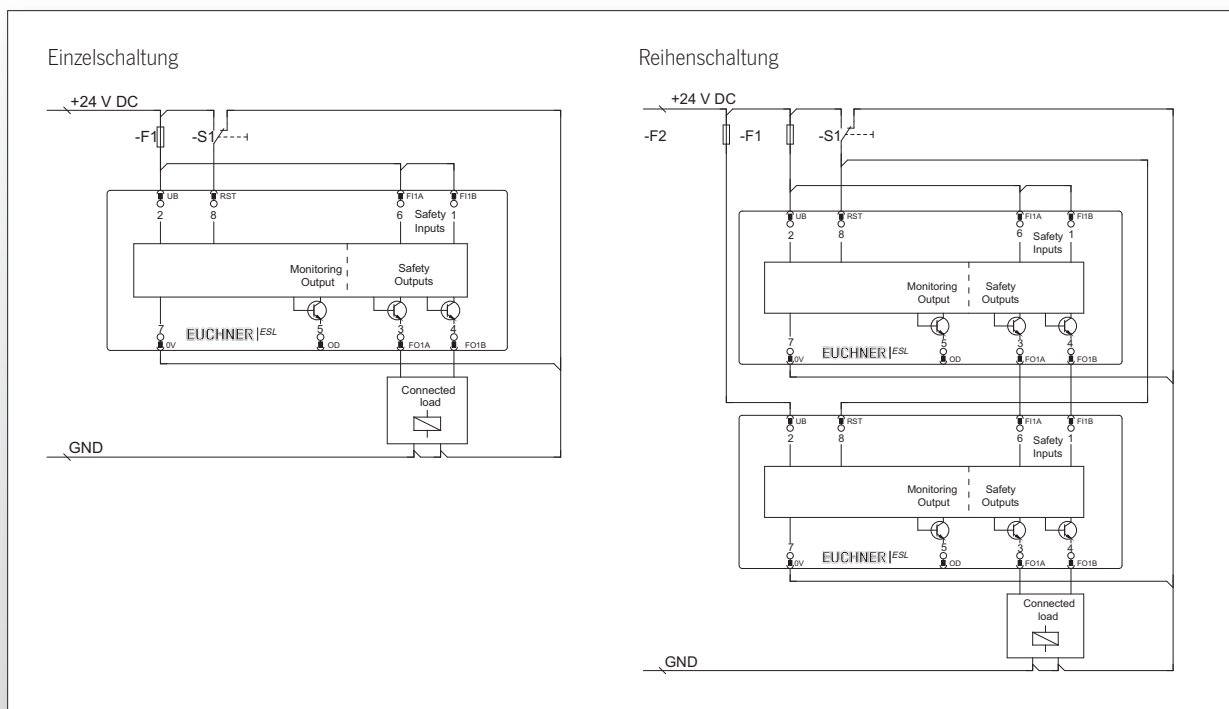 Einzelschaltung
+24 V DC
-F1
-S1
UB
RST
FI1A
FI1B
2
8
6
1
Safety
Inputs
Monitoring
Output
Safety
Outputs
7
5
3
4
0V
EUCHNER ESL
OD
FO1A
FO1B
Connected
load
GND
Reihenschaltung
+24 V DC
-F2
-F1
-S1
UB
RST
FI1A
FI1B
2
8
6
1
Safety
Inputs
Monitoring
Output
Safety
Outputs
7
5
3
4
0V
EUCHNER ESL
OD
FO1A
FO1B
UB
RST
FI1A
FI1B
2
8
6
1
Safety
Inputs
Monitoring
Output
Safety
Outputs
7
5
3
4
0V
EUCHNER ESL
OD
FO1A
FO1B
Connected
load
GND